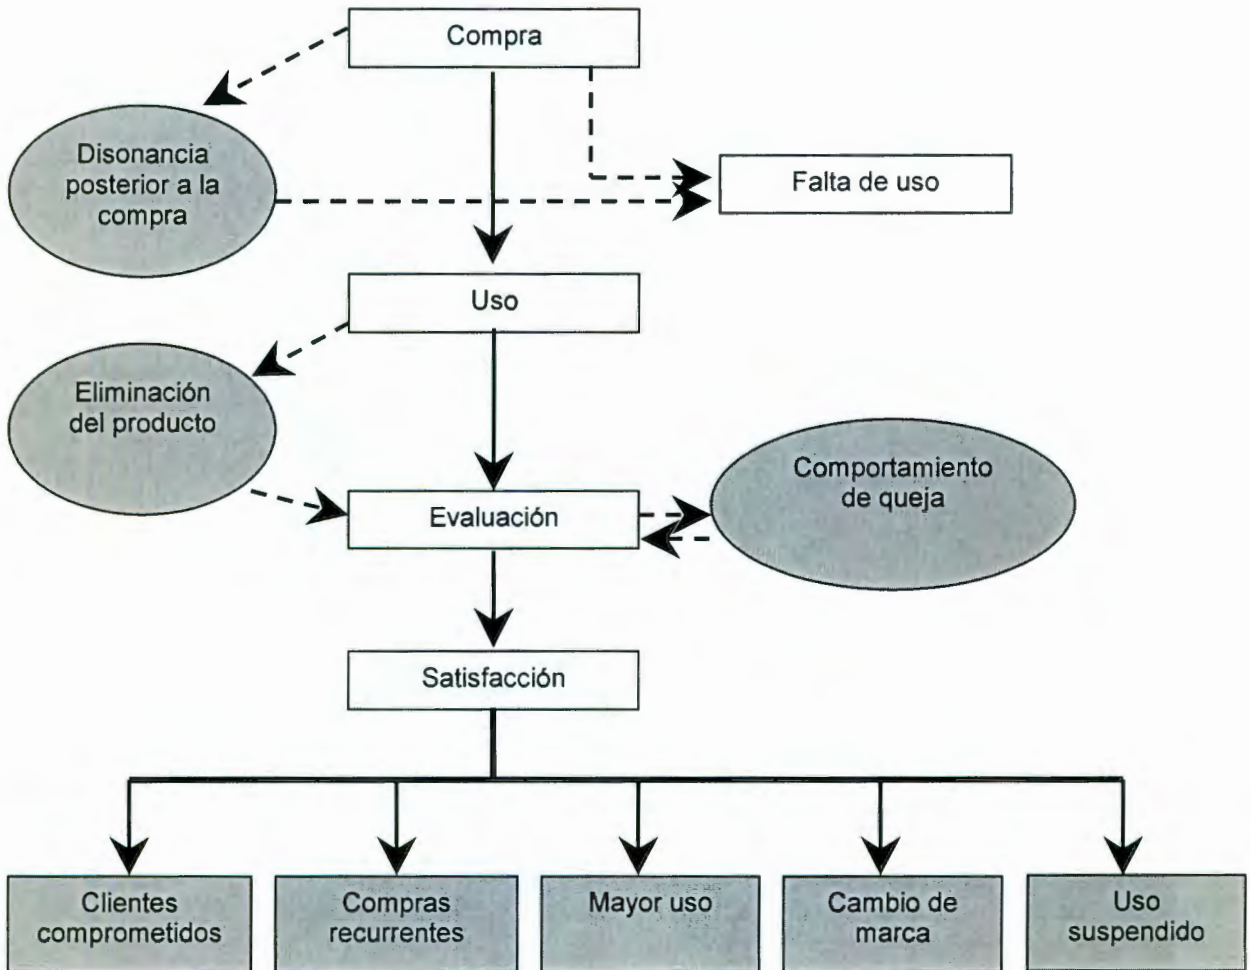 Compra
Disonancia
posterior a la
compra
Falta de uso
Uso
Eliminación
del producto
Comportamiento
de queja
Evaluación
Satisfacción
Clientes
comprometidos
Compras
recurrentes
Mayor uso
Cambio de
marca
Uso
suspendido